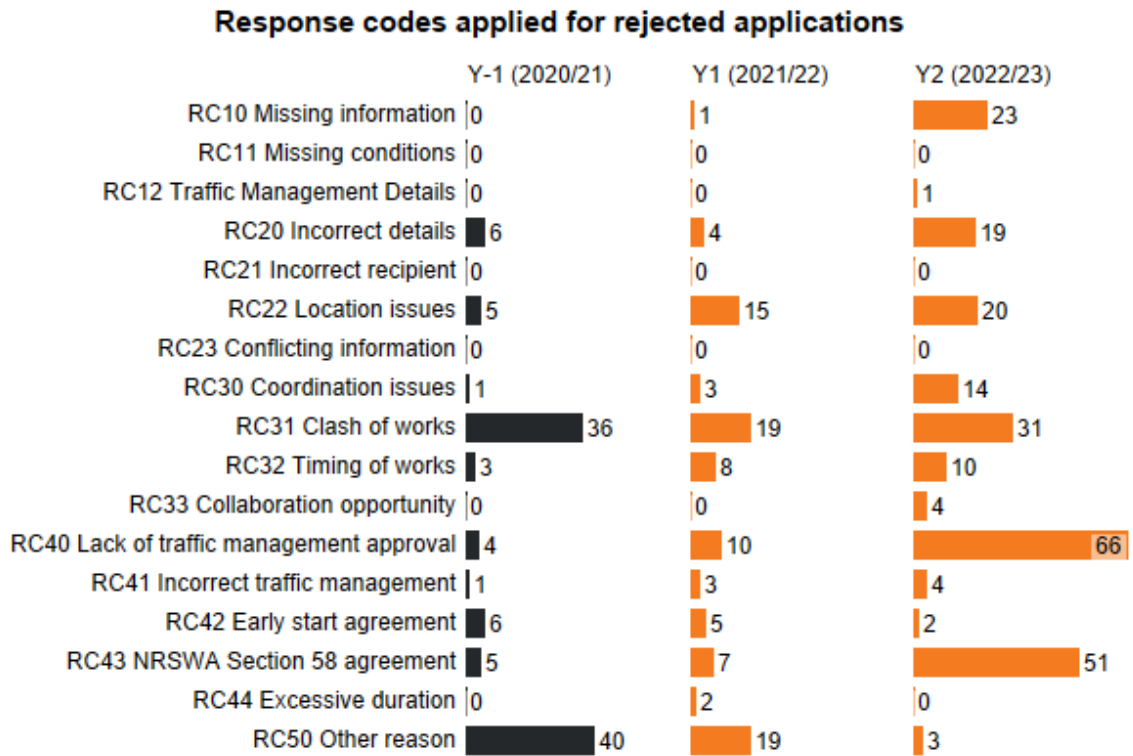 Response codes applied for rejected applications
Y-1 (2020/21) Y1 (2021/22) Y2 (2022/23)
RC10 Missing information 0 1 23
RC11 Missing conditions 0 0 0
RC12 Traffic Management Details 0 0 1
RC20 Incorrect details 6 4 19
RC21 Incorrect recipient 0 0 0
RC22 Location issues 5 15 20
RC23 Conflicting information 0 0 0
RC30 Coordination issues 1 3 14
RC31 Clash of works 36 19 31
RC32 Timing of works 3 8 10
RC33 Collaboration opportunity 0 0 4
RC40 Lack of traffic management approval 4 10 66
RC41 Incorrect traffic management 1 3 4
RC42 Early start agreement 6 5 2
RC43 NRSWA Section 58 agreement 5 7 51
RC44 Excessive duration 0 2 0
RC50 Other reason 40 19 3